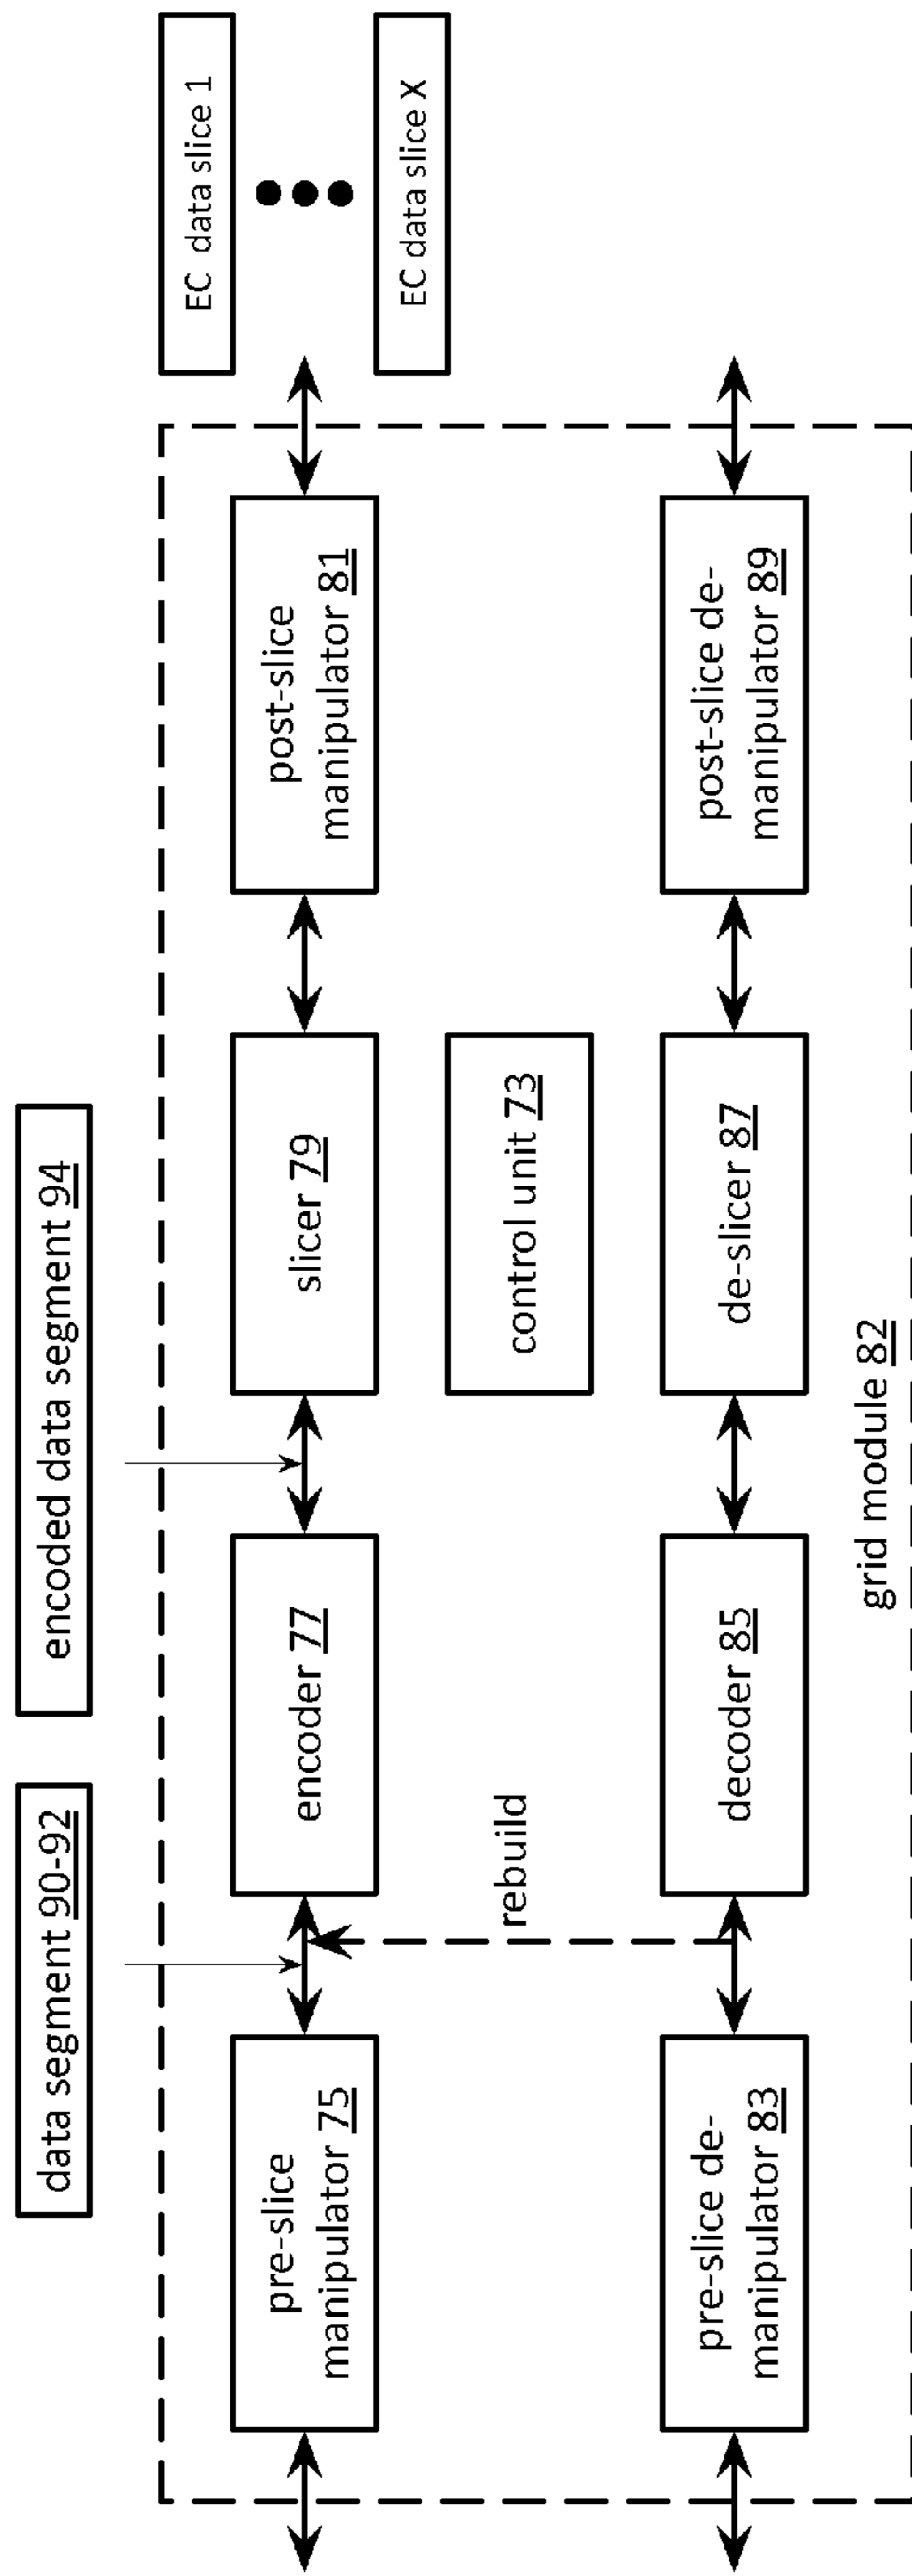 data segment 90-92
encoded data segment 94
EC data slice 1
EC data slice X
pre-slice
manipulator 75
encoder 77
slicer 79
post-slice
manipulator 81
rebuild
control unit 73
pre-slice de-
manipulator 83
decoder 85
de-slicer 87
post-slice de-
manipulator 89
grid module 82